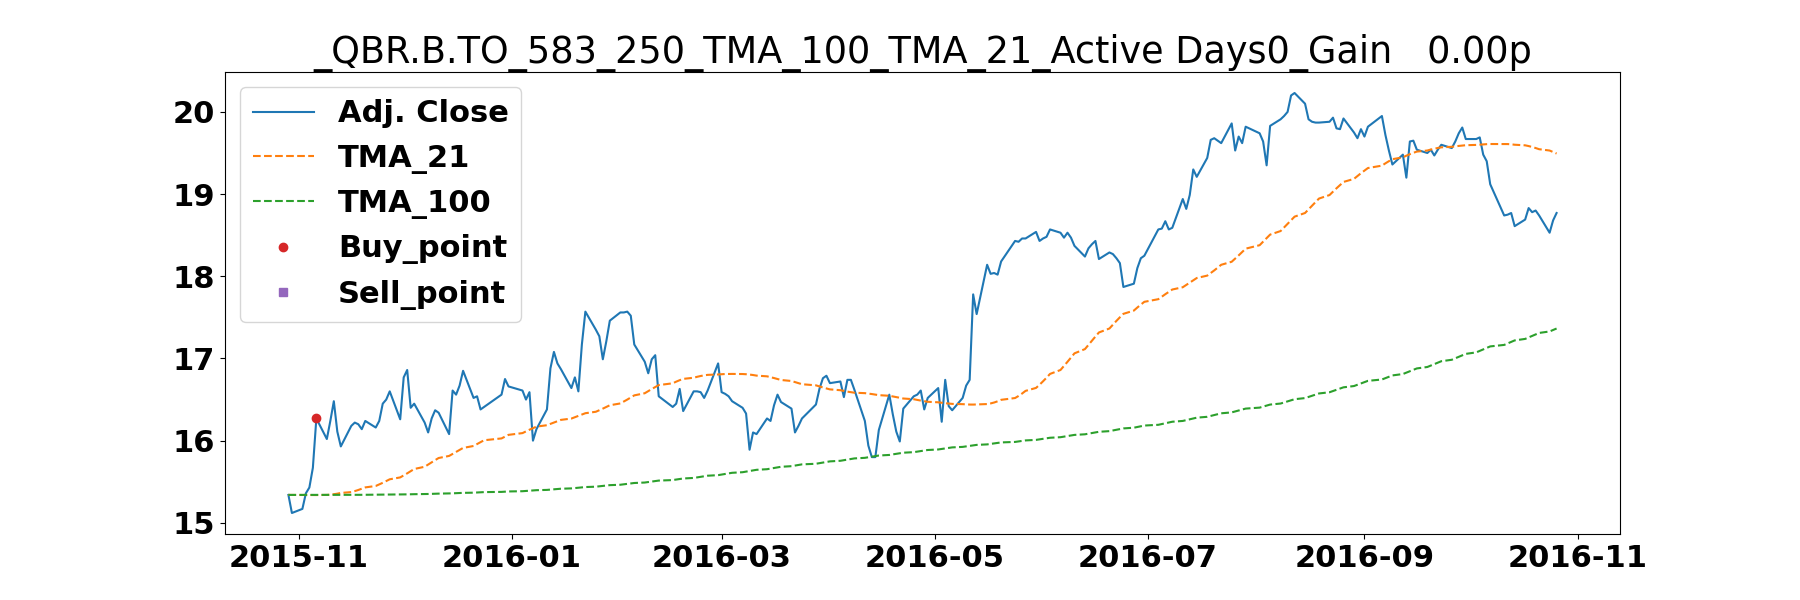 _QBR.B.TO_583_250_TMA_100_TMA_21_Active Days0_Gain   0.00p
Adj. Close
TMA_21
TMA_100
Buy_point
Sell_point
20
19
18
17
16
15
2015-11
2016-01
2016-03
2016-05
2016-07
2016-09
2016-11